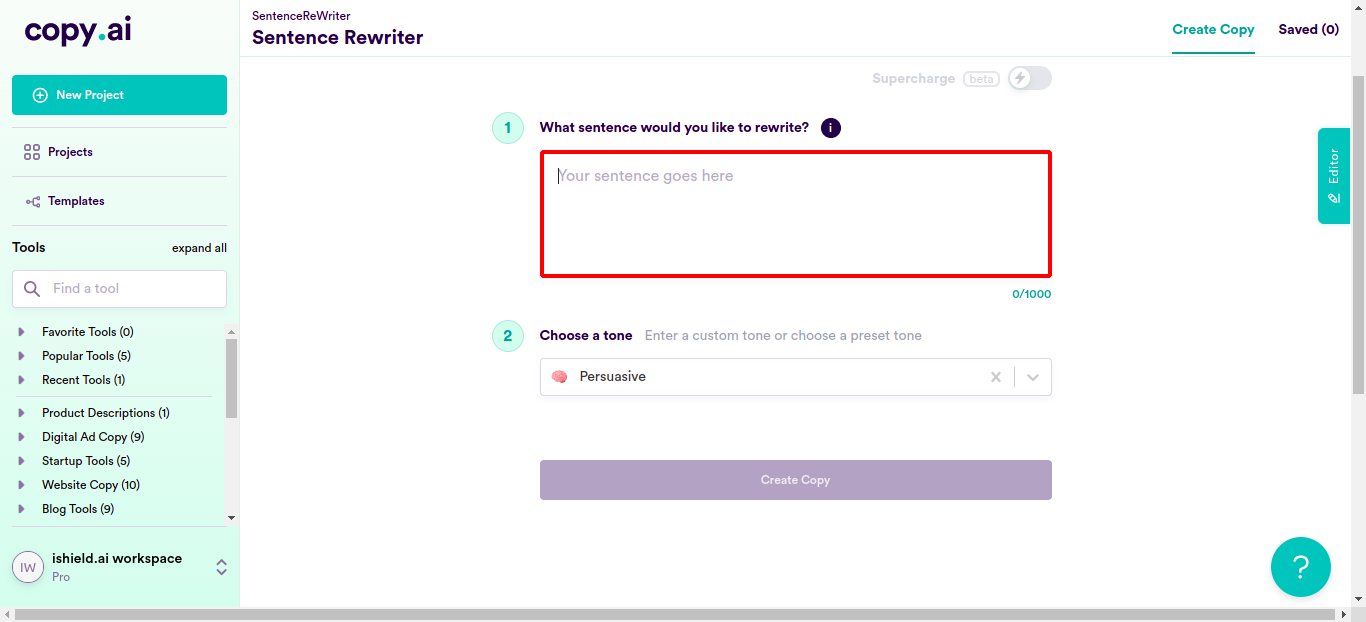 copy.ai
New Project
Projects
Templates
Tools
expand all
Find a tool
Favorite Tools (0)
Popular Tools (5)
Recent Tools (1)
Product Descriptions (1)
Digital Ad Copy (9)
Startup Tools (5)
Website Copy (10)
Blog Tools (9)
IW
ishield.ai workspace
Pro
SentenceReWriter
Sentence Rewriter
Create Copy
Saved (0)
Supercharge beta
1 What sentence would you like to rewrite? i
Your sentence goes here
0/1000
2 Choose a tone Enter a custom tone or choose a preset tone
Persuasive
Create Copy
Editor
?